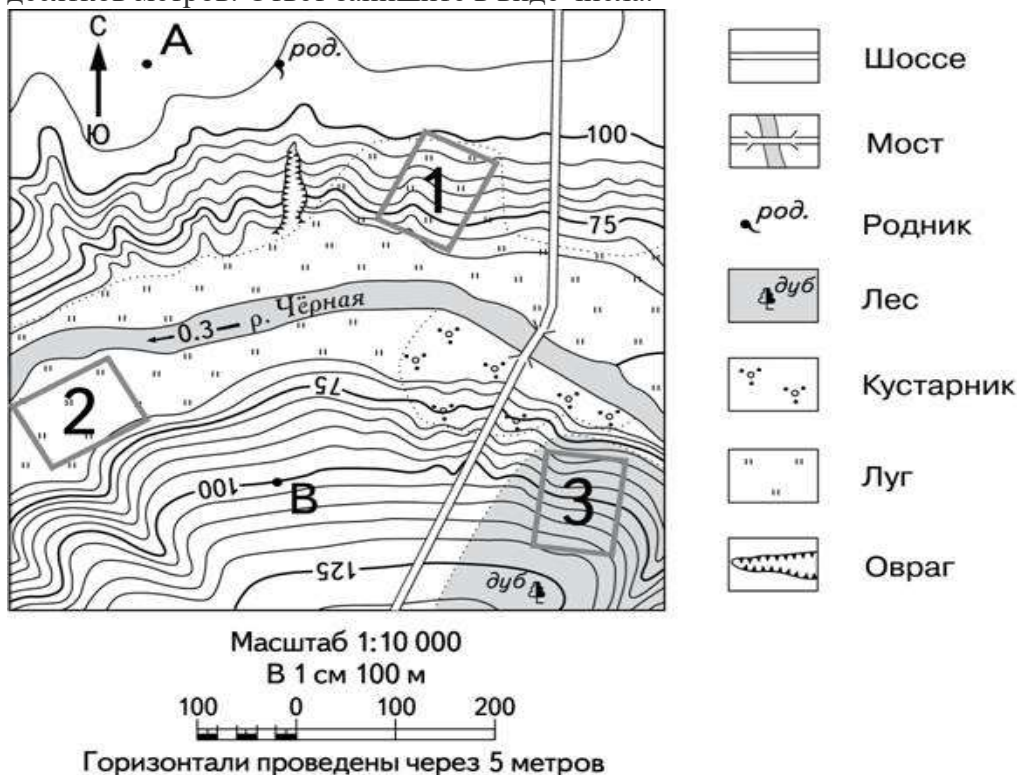 С
А
род.
Ю
100
1
75
0.3 р. Чёрная
2
75
100
В
3
125
дуб
Шоссе
Мост
род.
Родник
дуб
Лес
Кустарник
Луг
Овраг
Масштаб 1:10 000
В 1 см 100 м
100 0 100 200
Горизонтали проведены через 5 метров